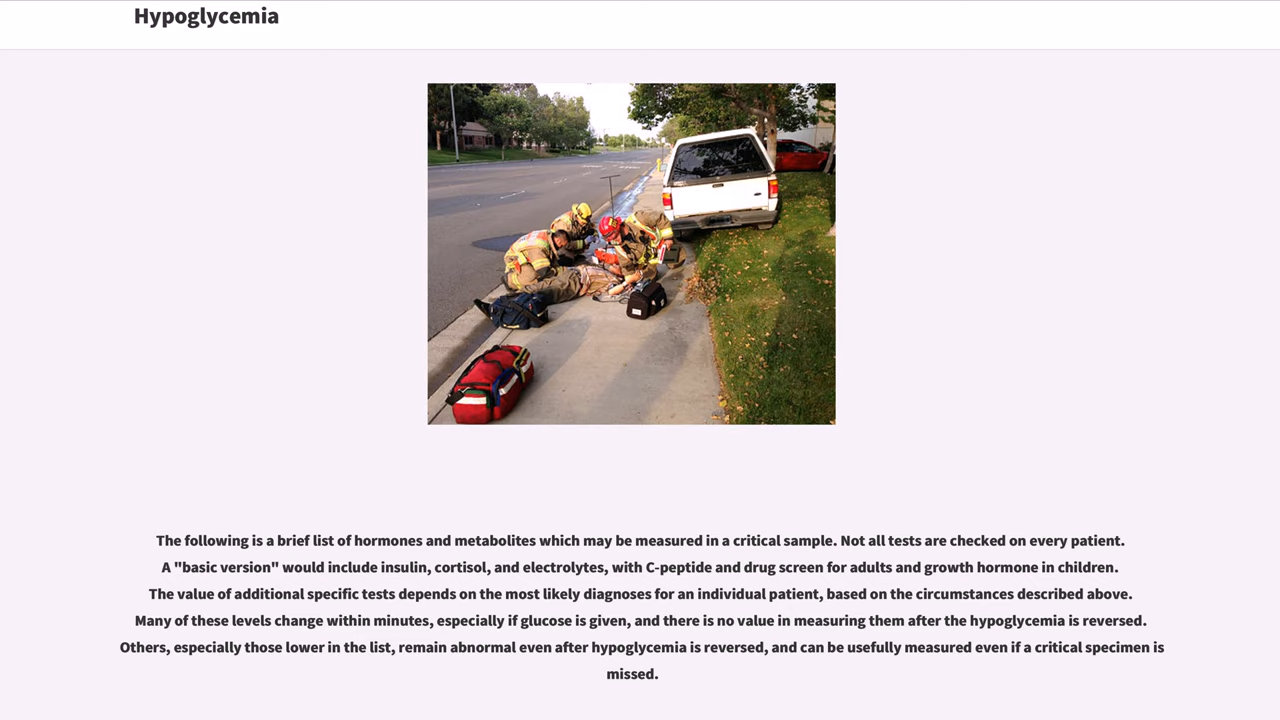 Hypoglycemia
The following is a brief list of hormones and metabolites which may be measured in a critical sample. Not all tests are checked on every patient.
A "basic version" would include insulin, cortisol, and electrolytes, with C-peptide and drug screen for adults and growth hormone in children.
The value of additional specific tests depends on the most likely diagnoses for an individual patient, based on the circumstances described above.
Many of these levels change within minutes, especially if glucose is given, and there is no value in measuring them after the hypoglycemia is reversed.
Others, especially those lower in the list, remain abnormal even after hypoglycemia is reversed, and can be usefully measured even if a critical specimen is
missed.